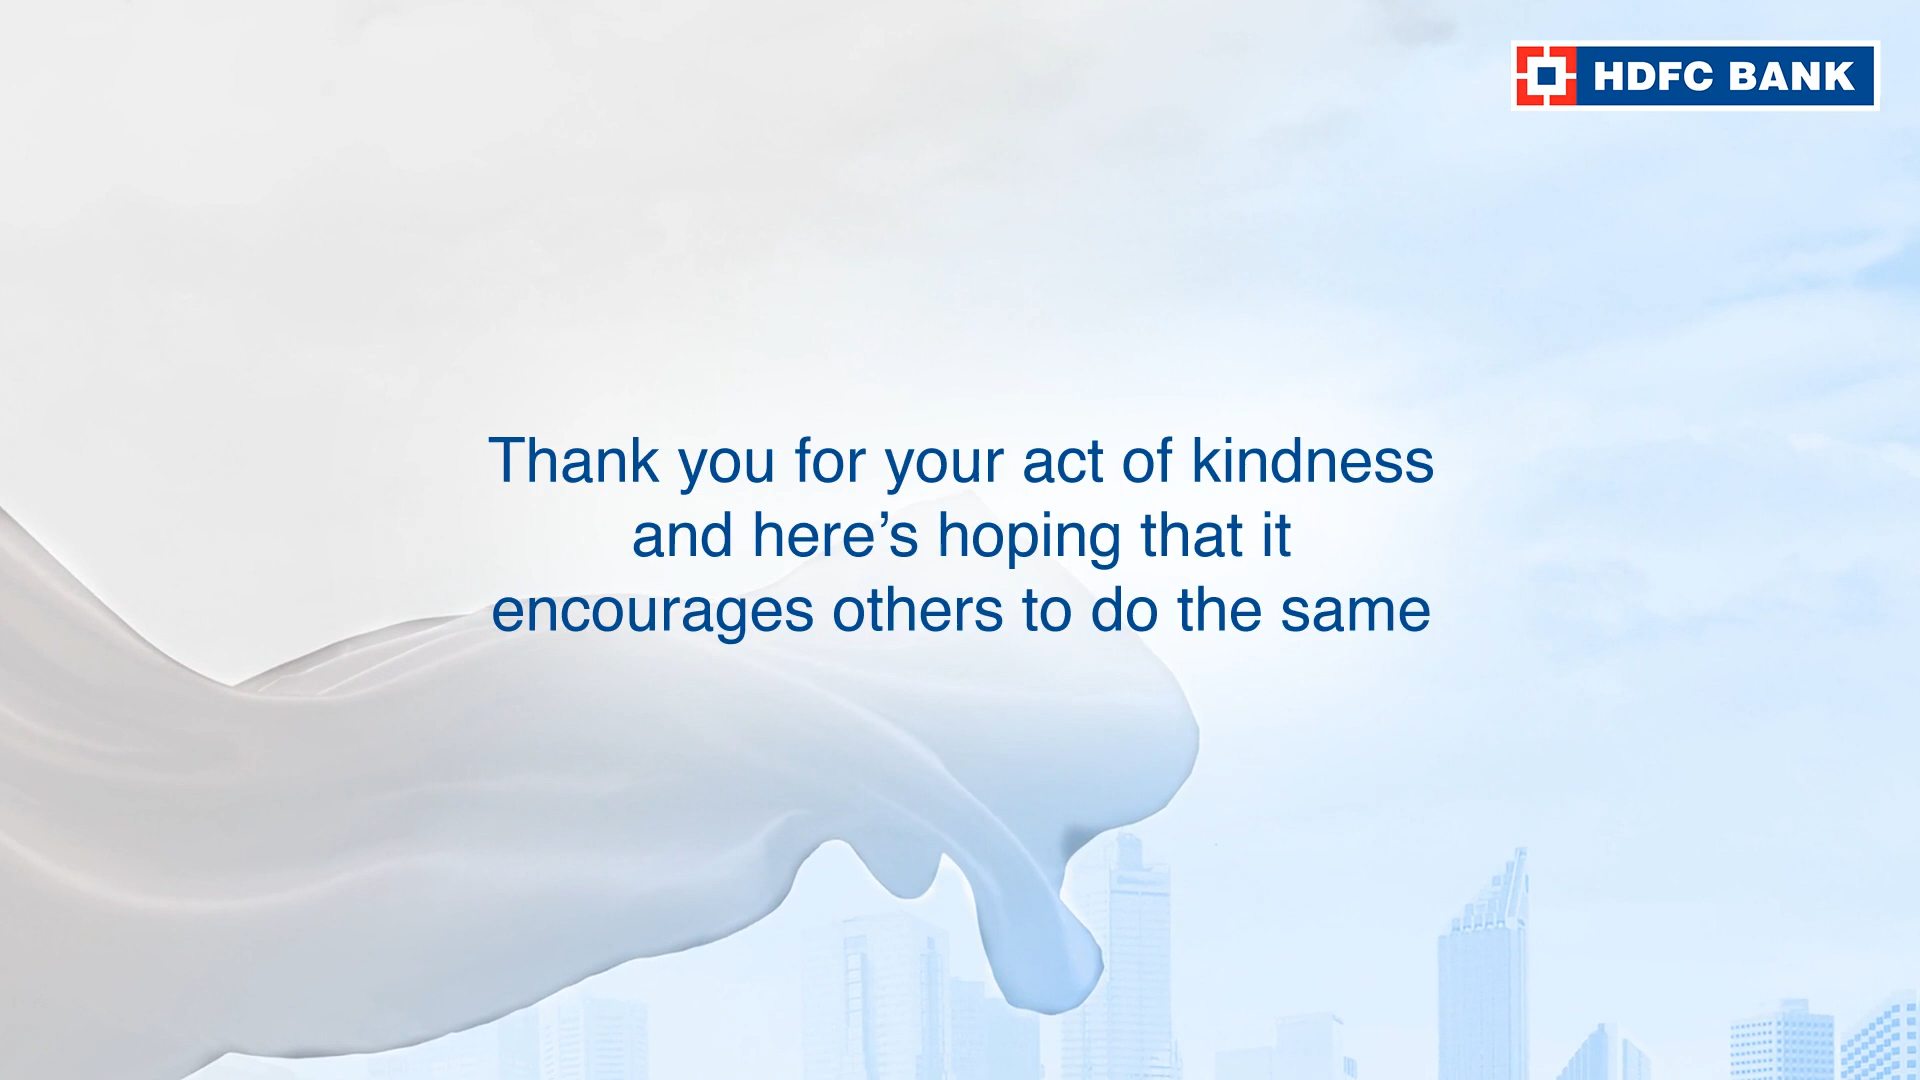 HDFC BANK
Thank you for your act of kindness
and here’s hoping that it
encourages others to do the same